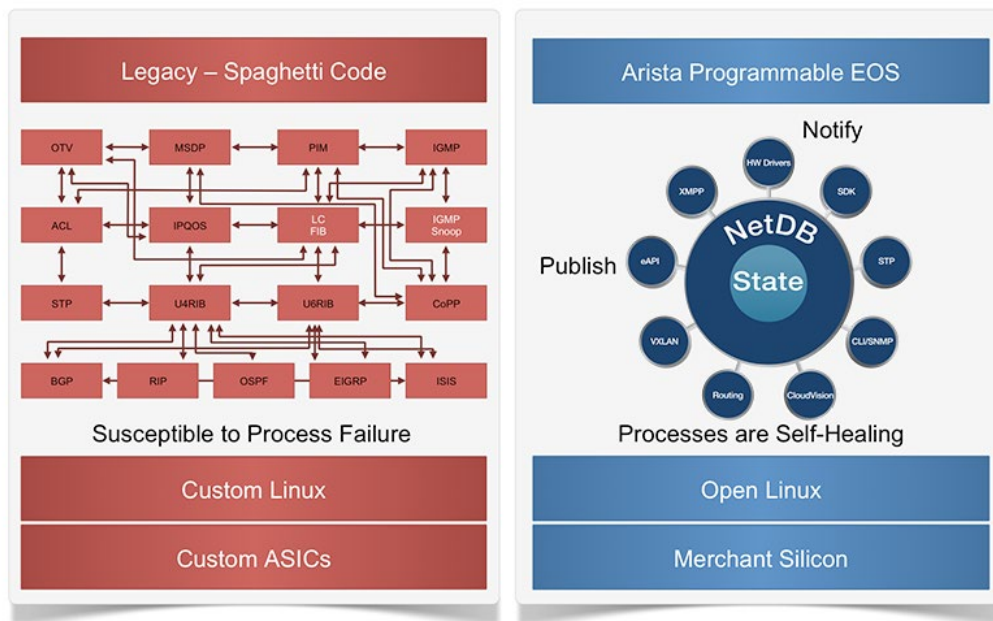 Legacy – Spaghetti Code
OTV
MSDP
PIM
IGMP
ACL
IPQOS
LC
FIB
IGMP
Snoop
STP
U4RIB
U6RIB
CoPP
BGP
RIP
OSPF
EIGRP
ISIS
Susceptible to Process Failure
Custom Linux
Custom ASICs
Arista Programmable EOS
Notify
HW Drivers
XMPP
SDK
NetDB
Publish
eAPI
State
STP
VXLAN
CLI/SNMP
Routing
CloudVision
Processes are Self-Healing
Open Linux
Merchant Silicon